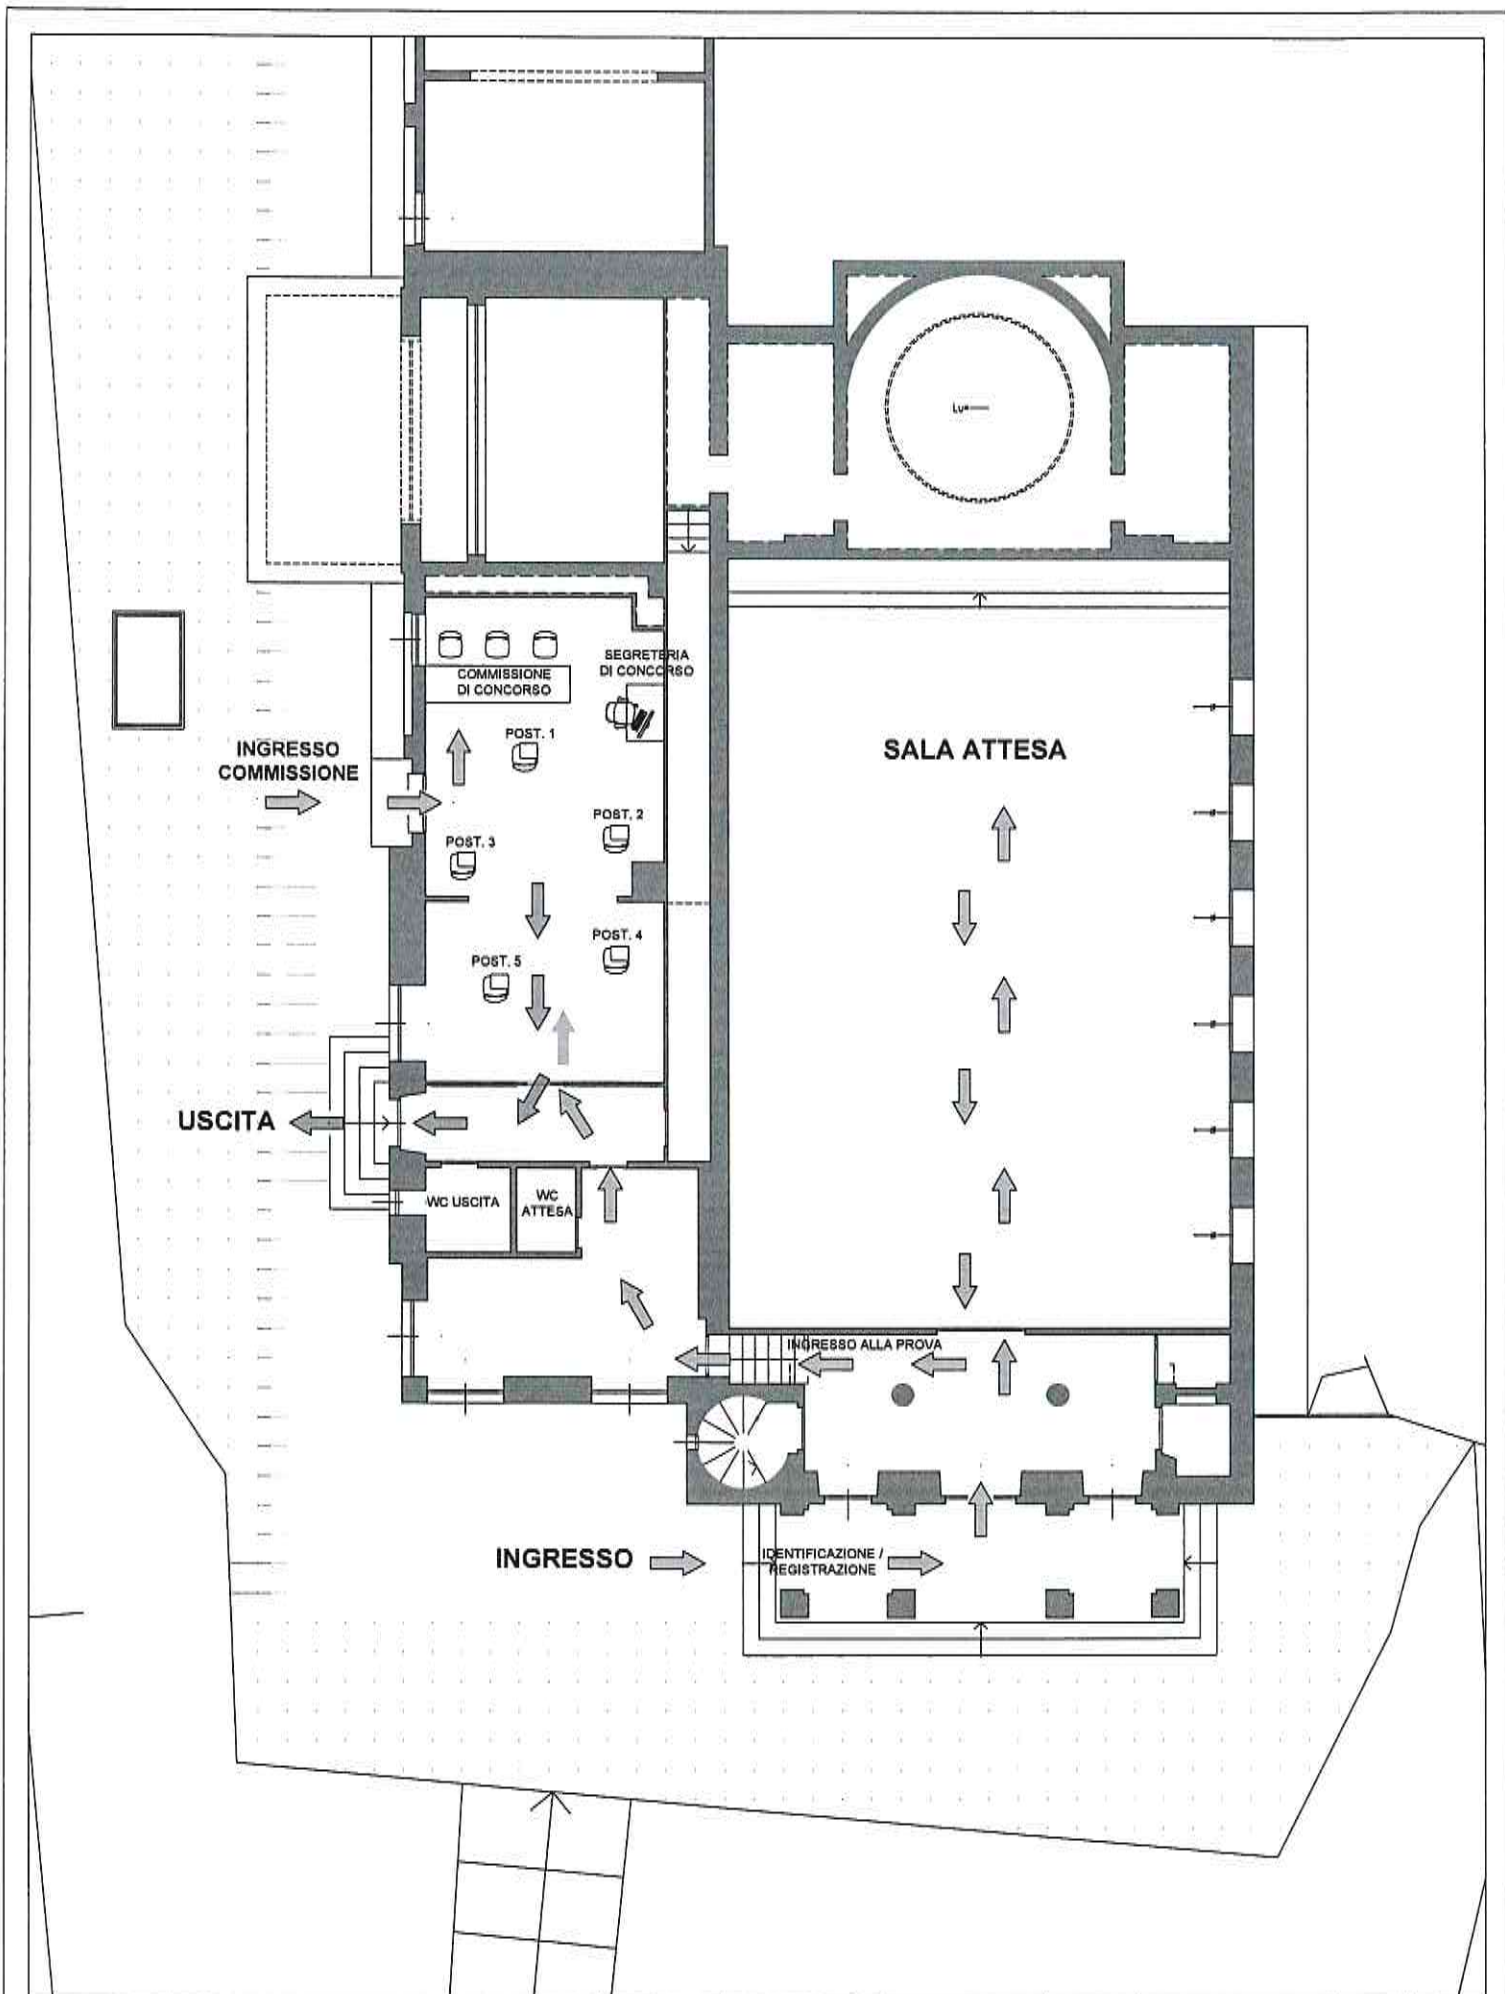 Lu
COMMISSIONE
DI CONCORSO
SEGRETERIA
DI CONCORSO
POST. 1
INGRESSO
COMMISSIONE
SALA ATTESA
POST. 2
POST. 3
POST. 4
POST. 5
USCITA
WC USCITA
WC
ATTESA
INGRESSO ALLA PROVA
INGRESSO
IDENTIFICAZIONE /
REGISTRAZIONE